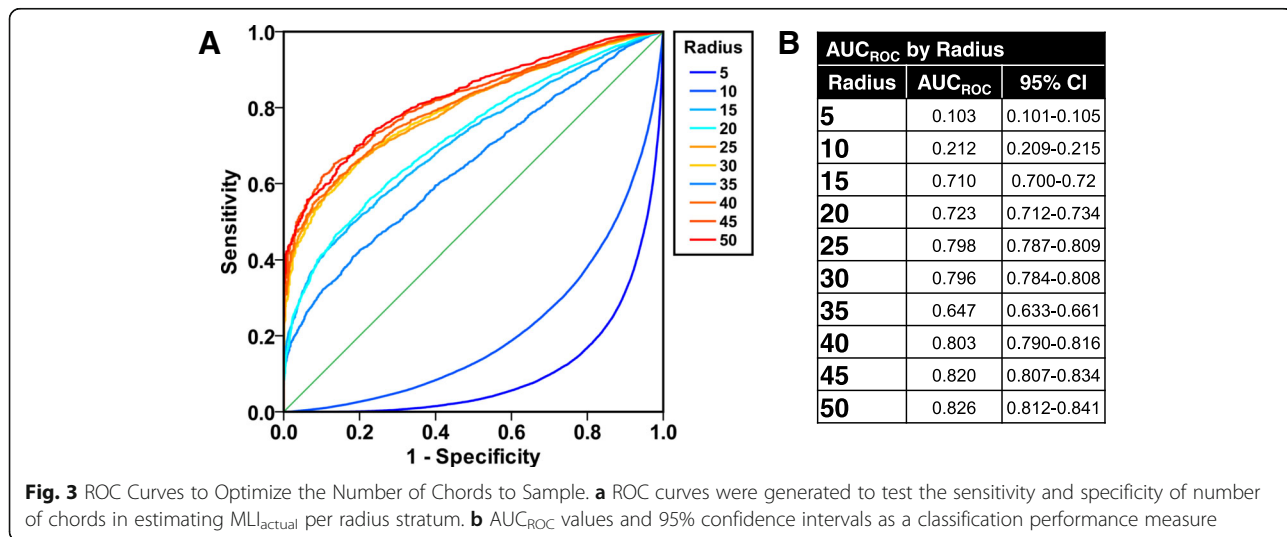 A
1.0
0.8
0.6
0.4
0.2
0.0
Sensitivity
0.0 0.2 0.4 0.6 0.8 1.0
1 - Specificity
Radius
5
10
15
20
25
30
35
40
45
50
B
AUCROC by Radius
Radius AUCROC 95% CI
5 0.103 0.101-0.105
10 0.212 0.209-0.215
15 0.710 0.700-0.72
20 0.723 0.712-0.734
25 0.798 0.787-0.809
30 0.796 0.784-0.808
35 0.647 0.633-0.661
40 0.803 0.790-0.816
45 0.820 0.807-0.834
50 0.826 0.812-0.841
Fig. 3 ROC Curves to Optimize the Number of Chords to Sample. a ROC curves were generated to test the sensitivity and specificity of number
of chords in estimating MLIactual per radius stratum. b AUCROC values and 95% confidence intervals as a classification performance measure